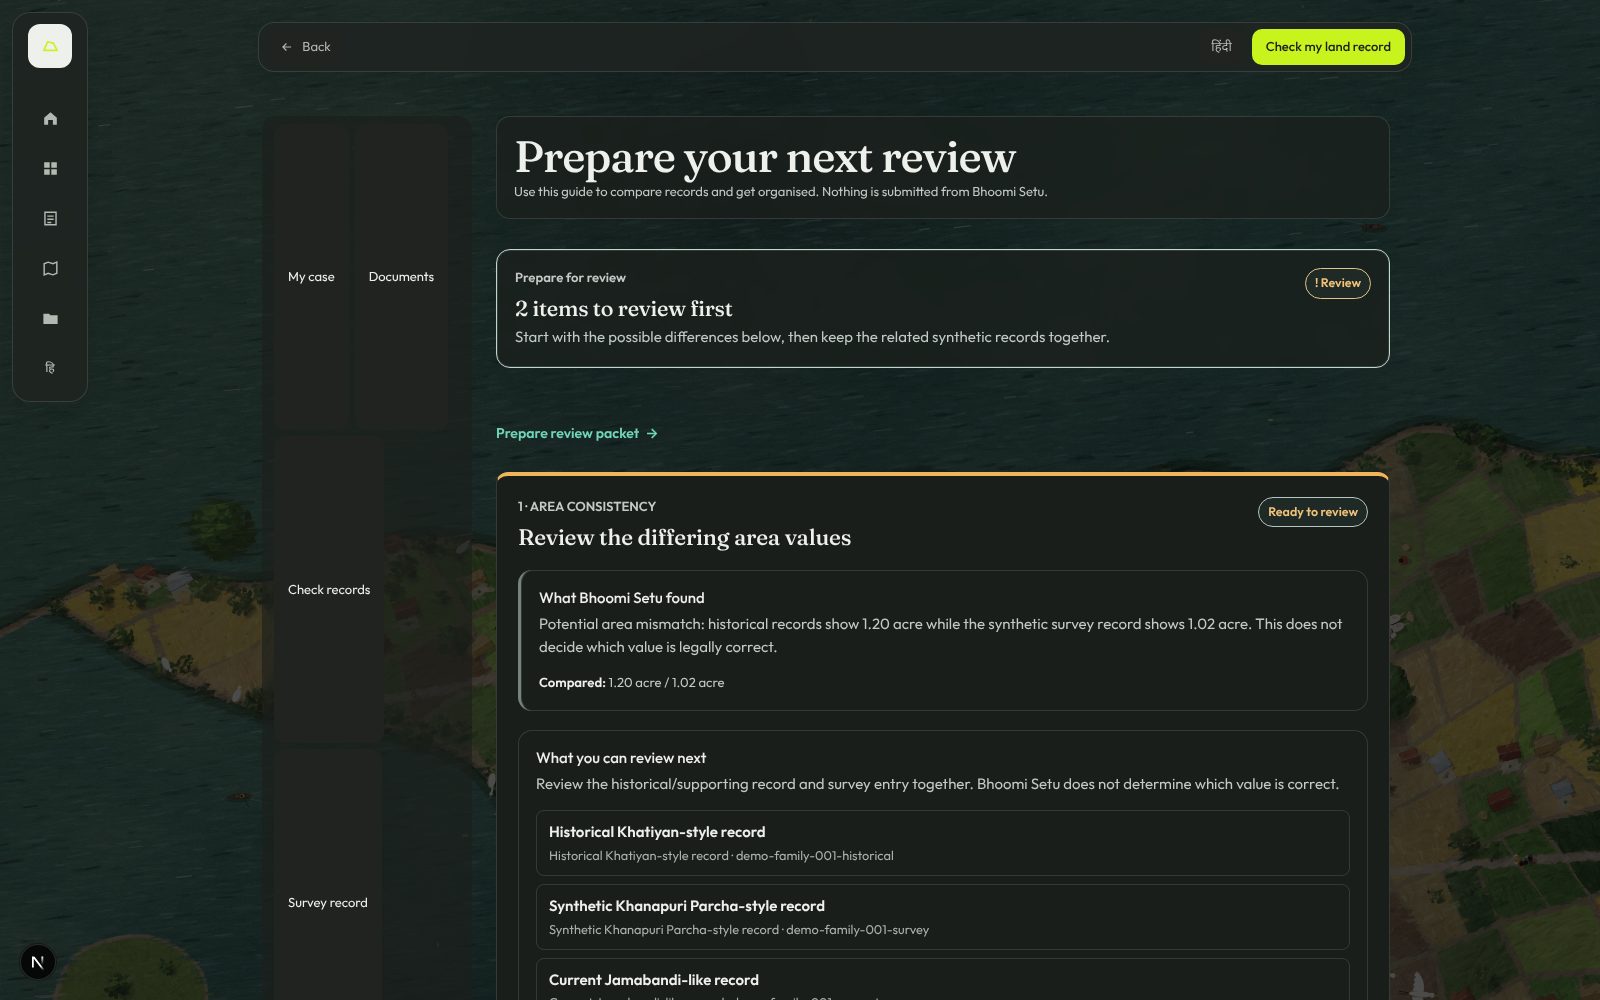 ← Back
हिंदी
Check my land record
हि
My case
Documents
Check records
Survey record
Prepare your next review
Use this guide to compare records and get organised. Nothing is submitted from Bhoomi Setu.
Prepare for review
! Review
2 items to review first
Start with the possible differences below, then keep the related synthetic records together.
Prepare review packet →
1 · AREA CONSISTENCY
Ready to review
Review the differing area values
What Bhoomi Setu found
Potential area mismatch: historical records show 1.20 acre while the synthetic survey record shows 1.02 acre. This does not
decide which value is legally correct.
Compared: 1.20 acre / 1.02 acre
What you can review next
Review the historical/supporting record and survey entry together. Bhoomi Setu does not determine which value is correct.
Historical Khatiyan-style record
Historical Khatiyan-style record · demo-family-001-historical
Synthetic Khanapuri Parcha-style record
Synthetic Khanapuri Parcha-style record · demo-family-001-survey
Current Jamabandi-like record
N